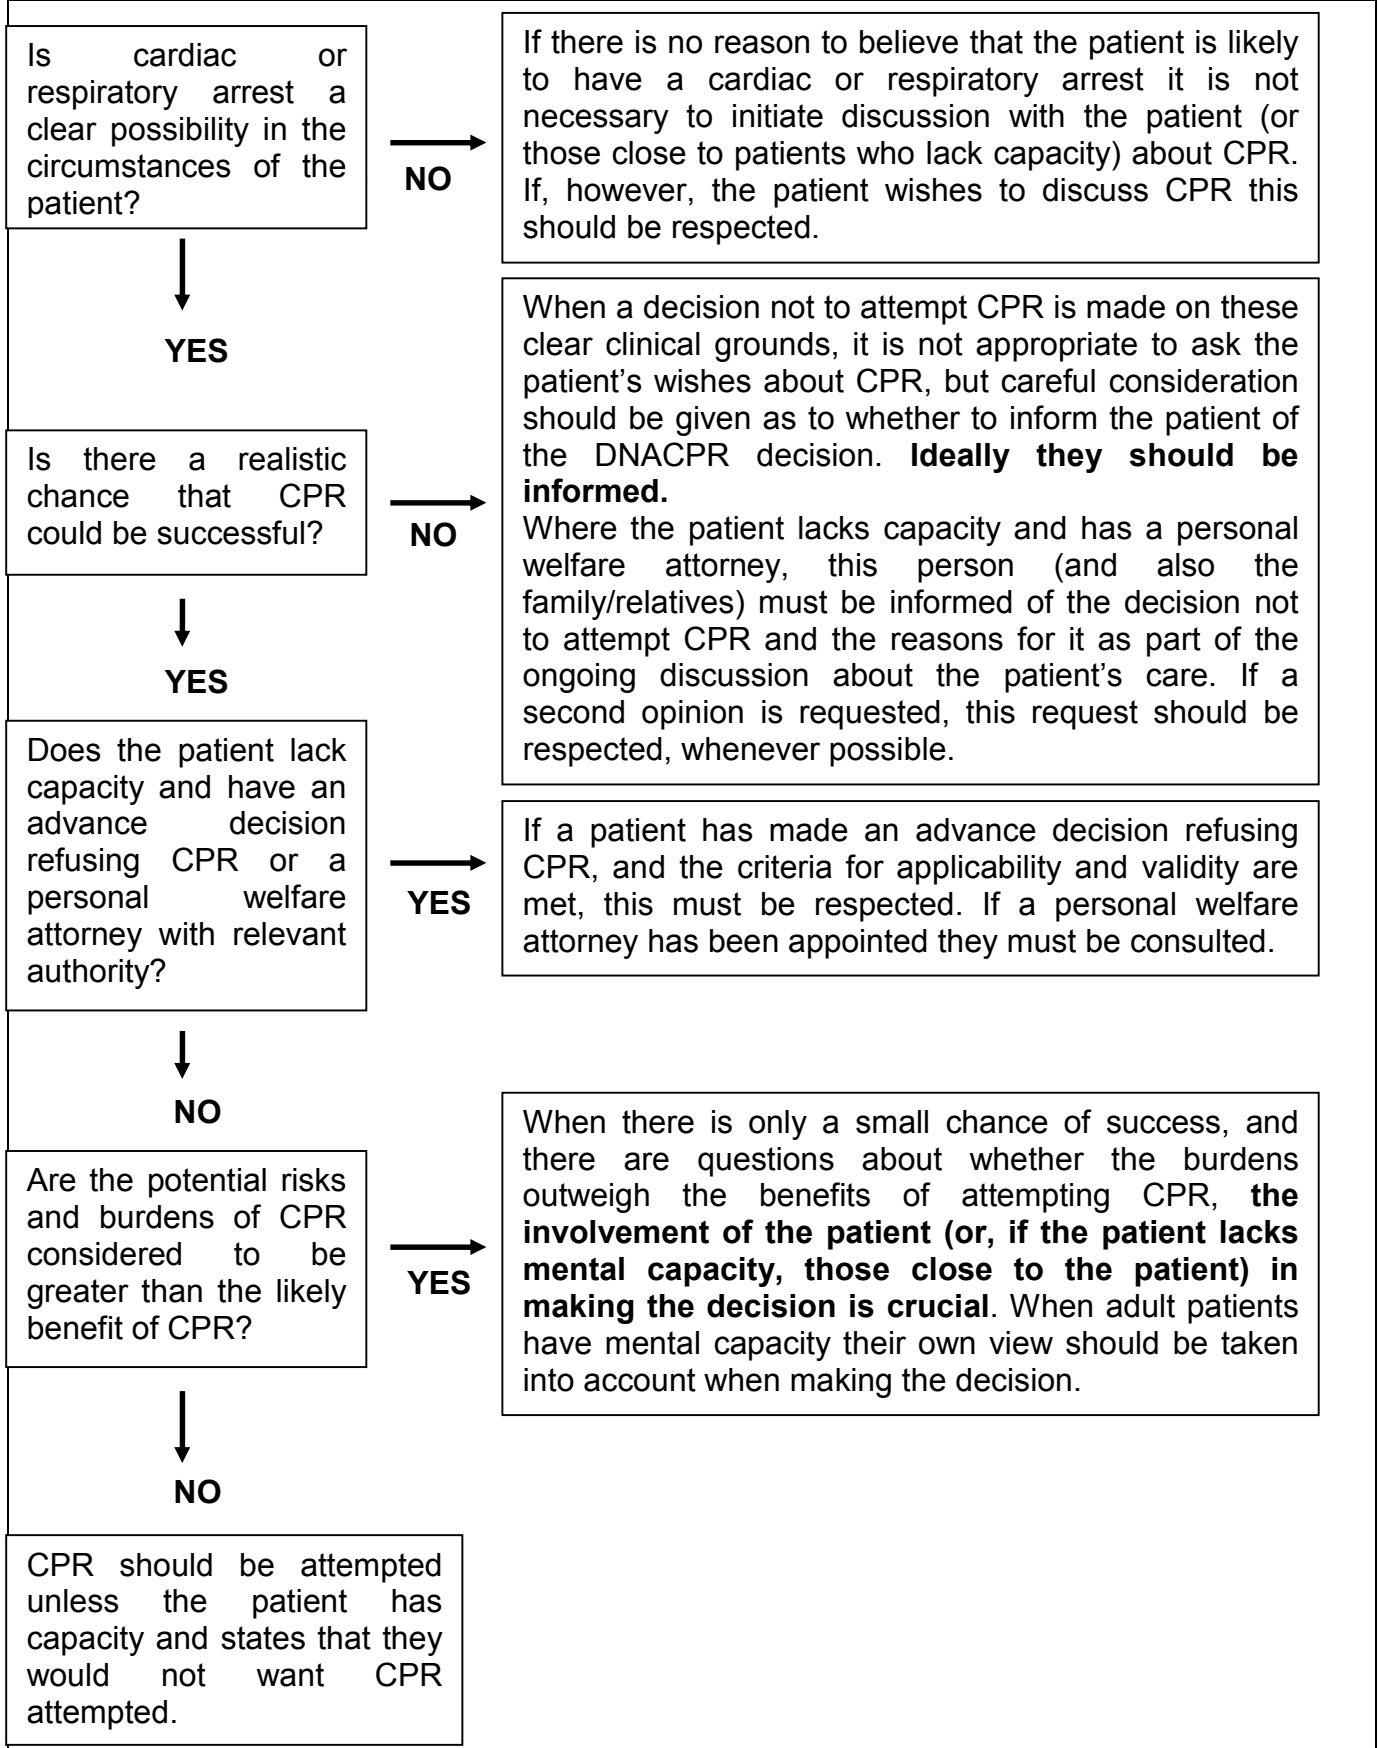 Is cardiac or
respiratory arrest a
clear possibility in the
circumstances of the
patient?
NO
If there is no reason to believe that the patient is likely
to have a cardiac or respiratory arrest it is not
necessary to initiate discussion with the patient (or
those close to patients who lack capacity) about CPR.
If, however, the patient wishes to discuss CPR this
should be respected.
YES
Is there a realistic
chance that CPR
could be successful?
NO
When a decision not to attempt CPR is made on these
clear clinical grounds, it is not appropriate to ask the
patient’s wishes about CPR, but careful consideration
should be given as to whether to inform the patient of
the DNACPR decision. Ideally they should be
informed.
Where the patient lacks capacity and has a personal
welfare attorney, this person (and also the
family/relatives) must be informed of the decision not
to attempt CPR and the reasons for it as part of the
ongoing discussion about the patient’s care. If a
second opinion is requested, this request should be
respected, whenever possible.
YES
Does the patient lack
capacity and have an
advance decision
refusing CPR or a
personal welfare
attorney with relevant
authority?
YES
If a patient has made an advance decision refusing
CPR, and the criteria for applicability and validity are
met, this must be respected. If a personal welfare
attorney has been appointed they must be consulted.
NO
Are the potential risks
and burdens of CPR
considered to be
greater than the likely
benefit of CPR?
YES
When there is only a small chance of success, and
there are questions about whether the burdens
outweigh the benefits of attempting CPR, the
involvement of the patient (or, if the patient lacks
mental capacity, those close to the patient) in
making the decision is crucial. When adult patients
have mental capacity their own view should be taken
into account when making the decision.
NO
CPR should be attempted
unless the patient has
capacity and states that they
would not want CPR
attempted.